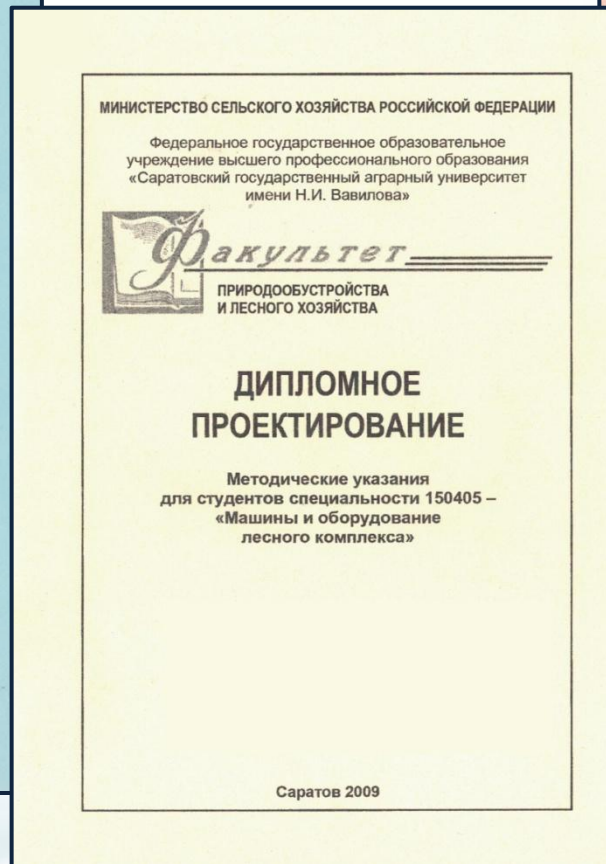 МИНИСТЕРСТВО СЕЛЬСКОГО ХОЗЯЙСТВА РОССИЙСКОЙ ФЕДЕРАЦИИ
Федеральное государственное образовательное
учреждение высшего профессионального образования
«Саратовский государственный аграрный университет
имени Н.И. Вавилова»
Факультет
ПРИРОДООБУСТРОЙСТВА
И ЛЕСНОГО ХОЗЯЙСТВА
ДИПЛОМНОЕ
ПРОЕКТИРОВАНИЕ
Методические указания
для студентов специальности 150405 –
«Машины и оборудование
лесного комплекса»
Саратов 2009